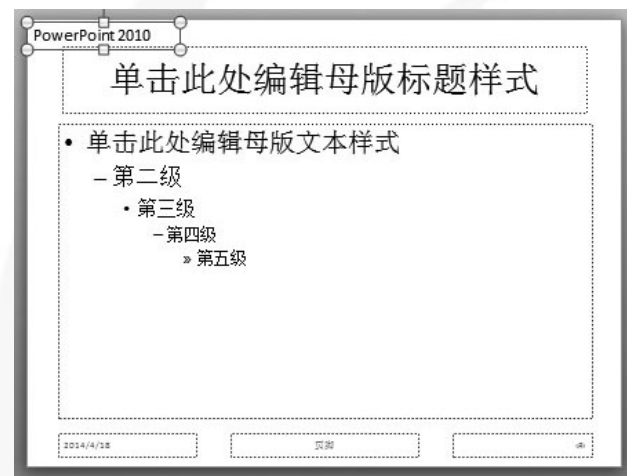 PowerPoint 2010
单击此处编辑母版标题样式
• 单击此处编辑母版文本样式
– 第二级
• 第三级
– 第四级
» 第五级
2014/4/18
页脚
‹#›